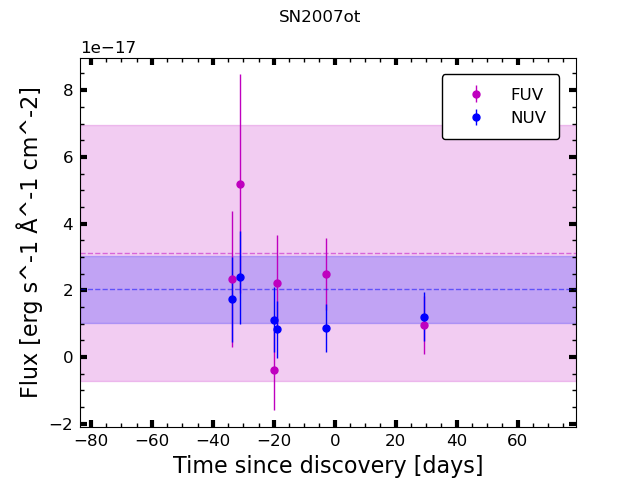 SN2007ot
1e−17
FUV
NUV
8
6
4
2
0
−2
−80 −60 −40 −20 0 20 40 60
Time since discovery [days]
Flux [erg s^-1 Å^-1 cm^-2]